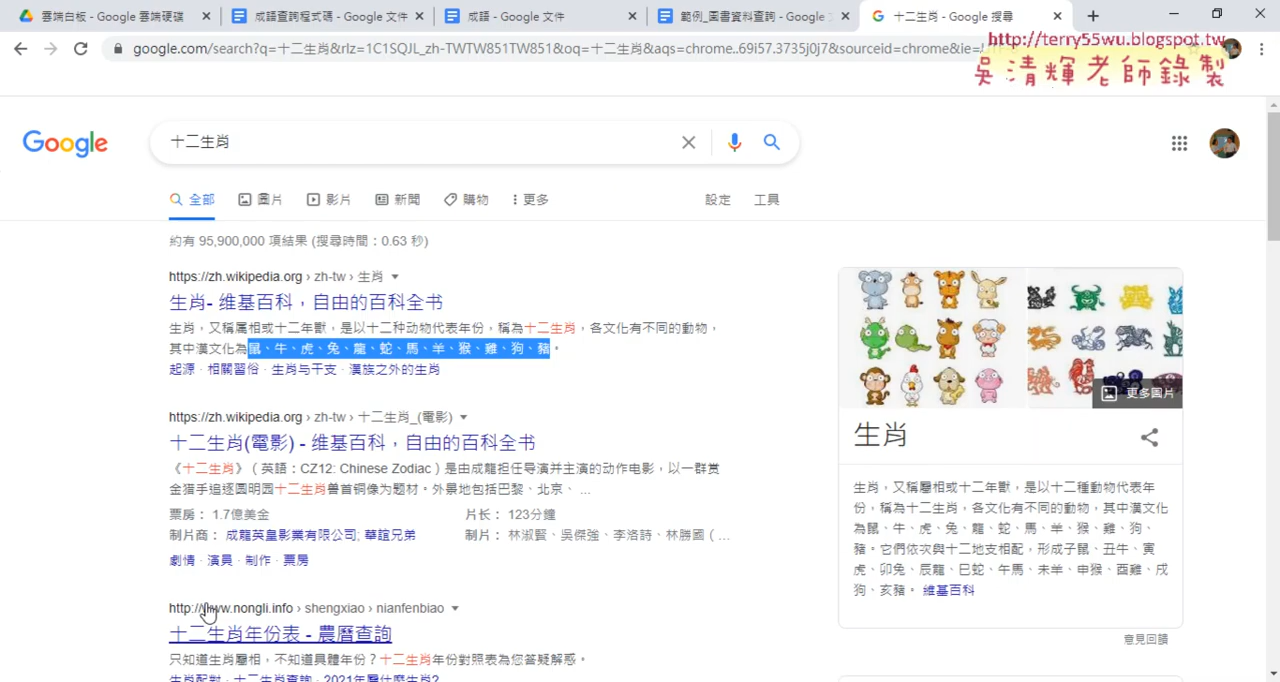 雲端白板 - Google 雲端硬碟
成語查詢程式碼 - Google 文件
成語 - Google 文件
範例_圖書資料查詢 - Google
十二生肖 - Google 搜尋
google.com/search?q=十二生肖&rlz=1C1SQJL_zh-TWTW851TW851&oq=十二生肖&aqs=chrome..69i57.3735j0j7&sourceid=chrome&ie=
http://terry55wu.blogspot.tw
吳清輝老師錄製
Google
十二生肖
全部
圖片
影片
新聞
購物
更多
設定
工具
約有 95,900,000 項結果 (搜尋時間：0.63 秒)
https://zh.wikipedia.org › zh-tw › 生肖
生肖- 维基百科，自由的百科全书
生肖，又稱屬相或十二年獸，是以十二种动物代表年份，稱為十二生肖，各文化有不同的動物，
其中漢文化為鼠、牛、虎、兔、龍、蛇、馬、羊、猴、雞、狗、豬。
起源 · 相關習俗 · 生肖与干支 · 漢族之外的生肖
https://zh.wikipedia.org › zh-tw › 十二生肖_(電影)
十二生肖(電影) - 维基百科，自由的百科全书
《十二生肖》（英語：CZ12: Chinese Zodiac）是由成龍担任导演并主演的动作电影，以一群赏
金猎手追逐圆明园十二生肖兽首铜像为题材。外景地包括巴黎、北京、 ...
票房： 1.7億美金
片长： 123分鐘
制片商： 成龍英皇影業有限公司; 華誼兄弟
制片： 林淑賢、吳傑強、李洛詩、林勝國（ ...
劇情 · 演員 · 制作 · 票房
http://www.nongli.info › shengxiao › nianfenbiao
十二生肖年份表 - 農曆查詢
只知道生肖屬相，不知道具體年份？十二生肖年份對照表為您答疑解惑。
生肖配對 · 十二生肖查詢 · 2021年屬什麼生肖?
更多圖片
生肖
生肖，又稱屬相或十二年獸，是以十二種動物代表年
份，稱為十二生肖，各文化有不同的動物，其中漢文化
為鼠、牛、虎、兔、龍、蛇、馬、羊、猴、雞、狗、
豬。它們依次與十二地支相配，形成子鼠、丑牛、寅
虎、卯兔、辰龍、巳蛇、午馬、未羊、申猴、酉雞、戌
狗、亥豬。 維基百科
意見回饋